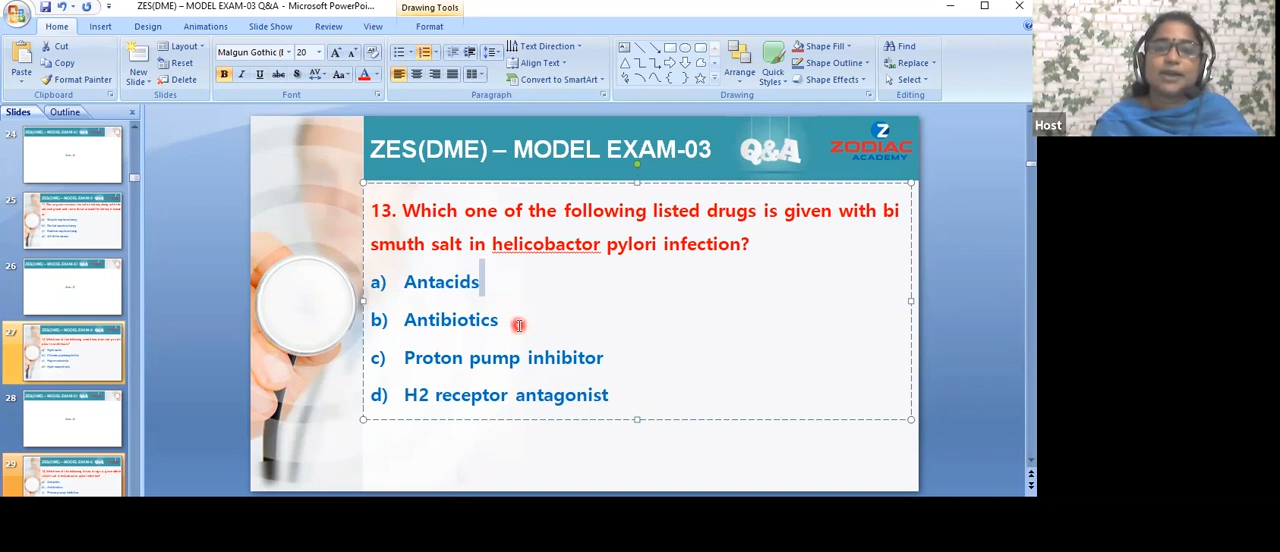 ZES(DME) – MODEL EXAM-03 Q&A - Microsoft PowerPoi...
Drawing Tools
Home Insert Design Animations Slide Show Review View Format
Paste
Cut
Copy
Format Painter
Clipboard
New
Slide
Layout
Reset
Delete
Slides
Malgun Gothic (I 20
Font
Text Direction
Align Text
Convert to SmartArt
Paragraph
Arrange
Quick
Styles
Shape Fill
Shape Outline
Shape Effects
Drawing
Find
Replace
Select
Editing
Slides Outline
24
25
26
27
28
29
ZES(DME) – MODEL EXAM-03
Q&A
Z
ZODIAC
ACADEMY
13. Which one of the following listed drugs is given with bi
smuth salt in helicobactor pylori infection?
a) Antacids
b) Antibiotics
c) Proton pump inhibitor
d) H2 receptor antagonist
Host